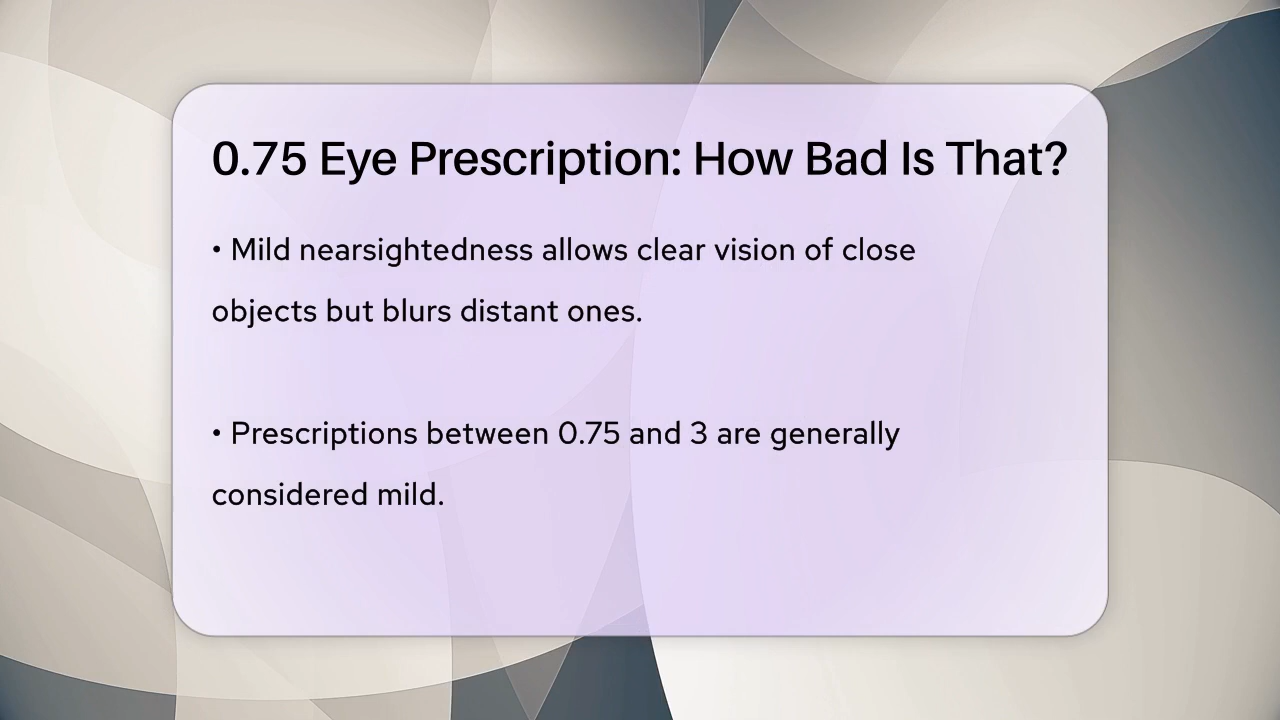 0.75 Eye Prescription: How Bad Is That?
• Mild nearsightedness allows clear vision of close
objects but blurs distant ones.
• Prescriptions between 0.75 and 3 are generally
considered mild.